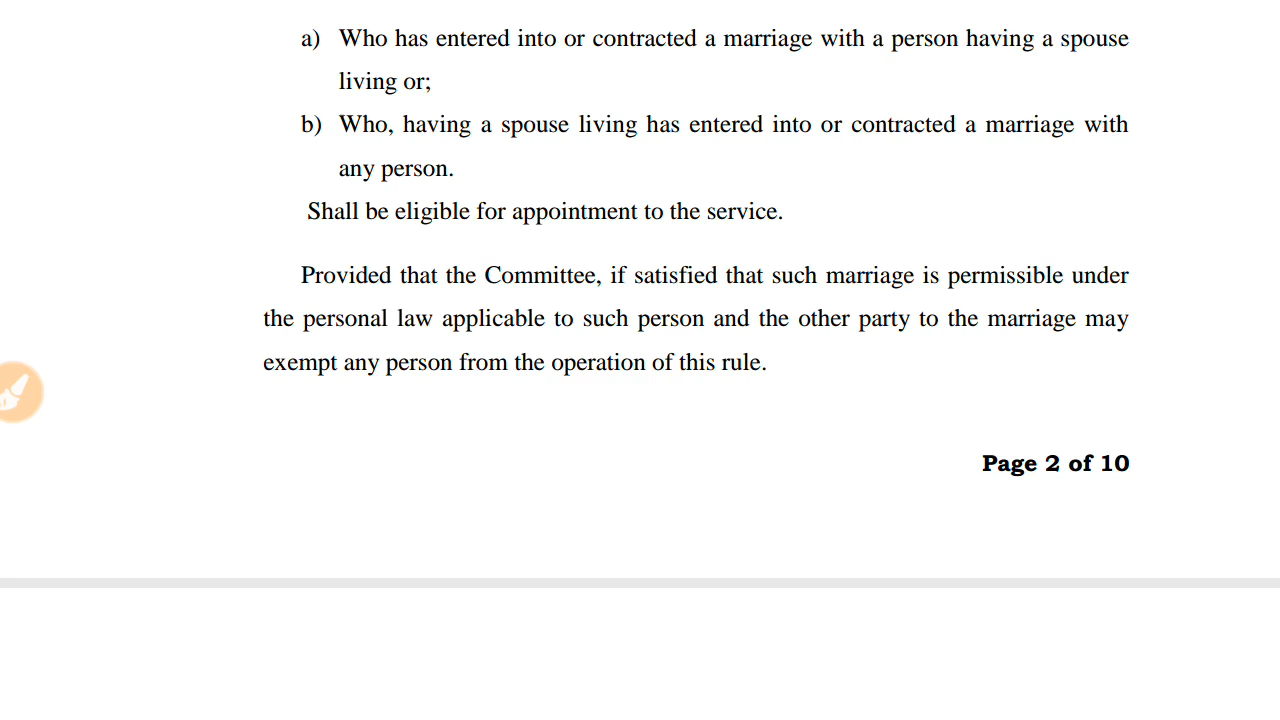 a) Who has entered into or contracted a marriage with a person having a spouse
living or;
b) Who, having a spouse living has entered into or contracted a marriage with
any person.
Shall be eligible for appointment to the service.
Provided that the Committee, if satisfied that such marriage is permissible under
the personal law applicable to such person and the other party to the marriage may
exempt any person from the operation of this rule.
Page 2 of 10